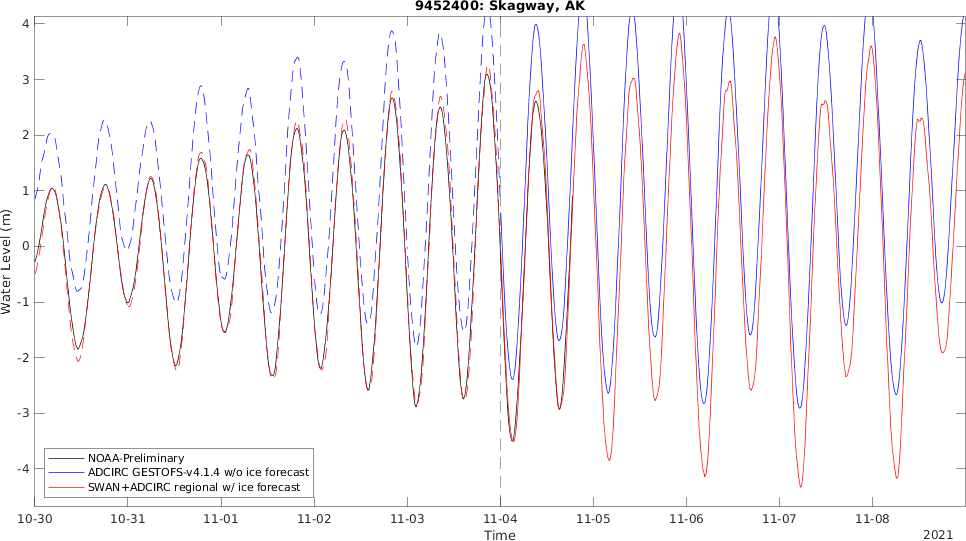 9452400: Skagway, AK
4
3
2
1
0
-1
-2
-3
-4
Water Level (m)
NOAA-Preliminary
ADCIRC GESTOFS-v4.1.4 w/o ice forecast
SWAN+ADCIRC regional w/ ice forecast
10-30 10-31 11-01 11-02 11-03 11-04 11-05 11-06 11-07 11-08
Time
2021